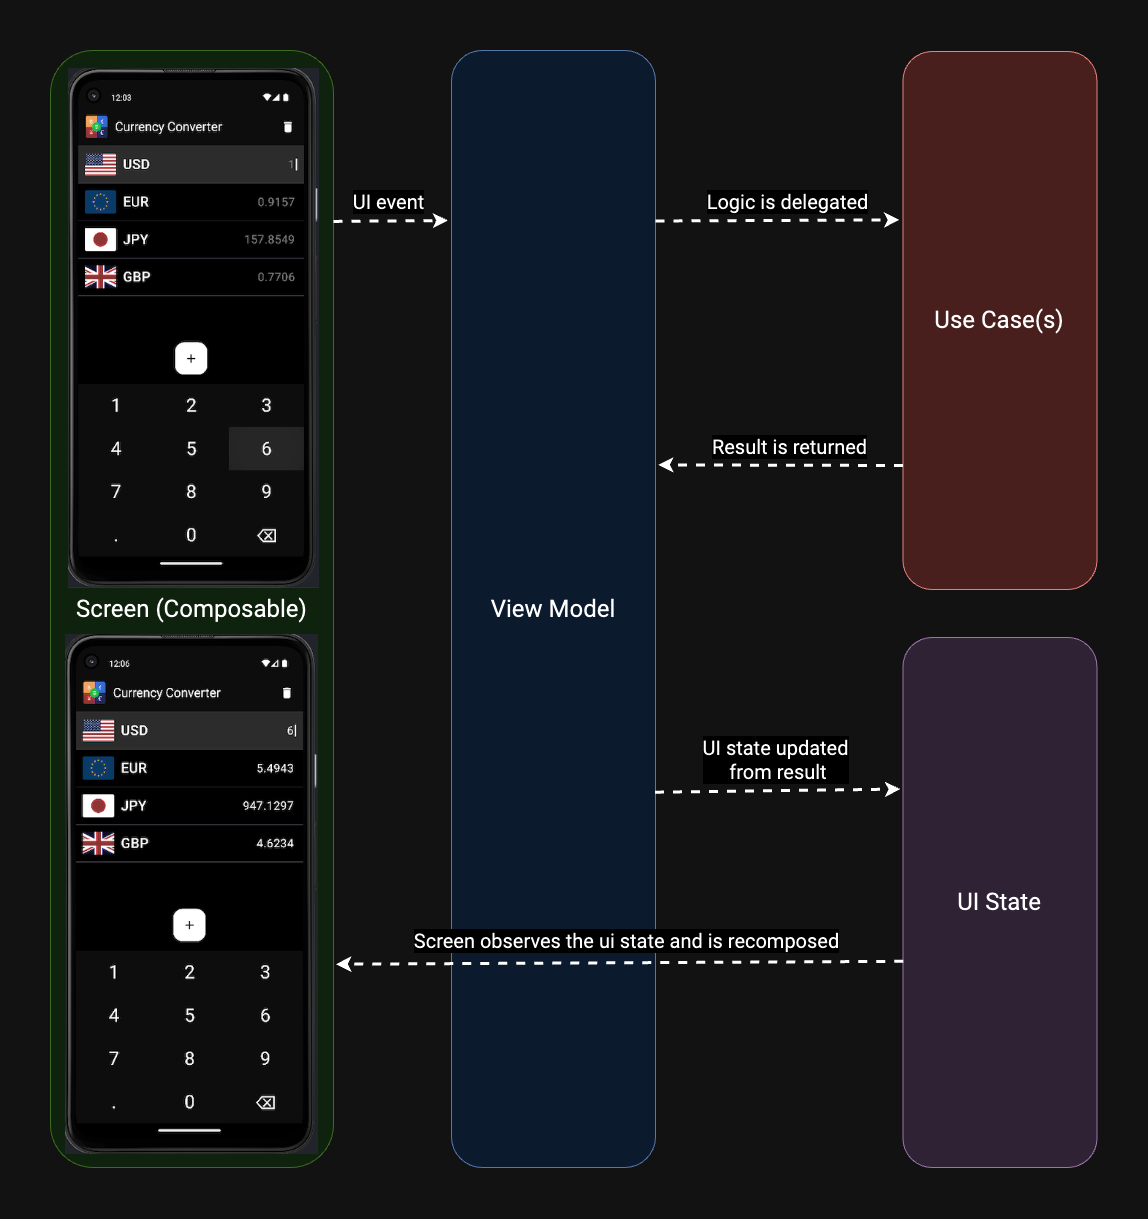 12:03
Currency Converter
USD 1
EUR 0.9157
JPY 157.8549
GBP 0.7706
+
1 2 3
4 5 6
7 8 9
. 0
Screen (Composable)
12:06
Currency Converter
USD 6
EUR 5.4943
JPY 947.1297
GBP 4.6234
+
1 2 3
4 5 6
7 8 9
. 0
UI event
View Model
Logic is delegated
Use Case(s)
Result is returned
UI state updated
from result
UI State
Screen observes the ui state and is recomposed